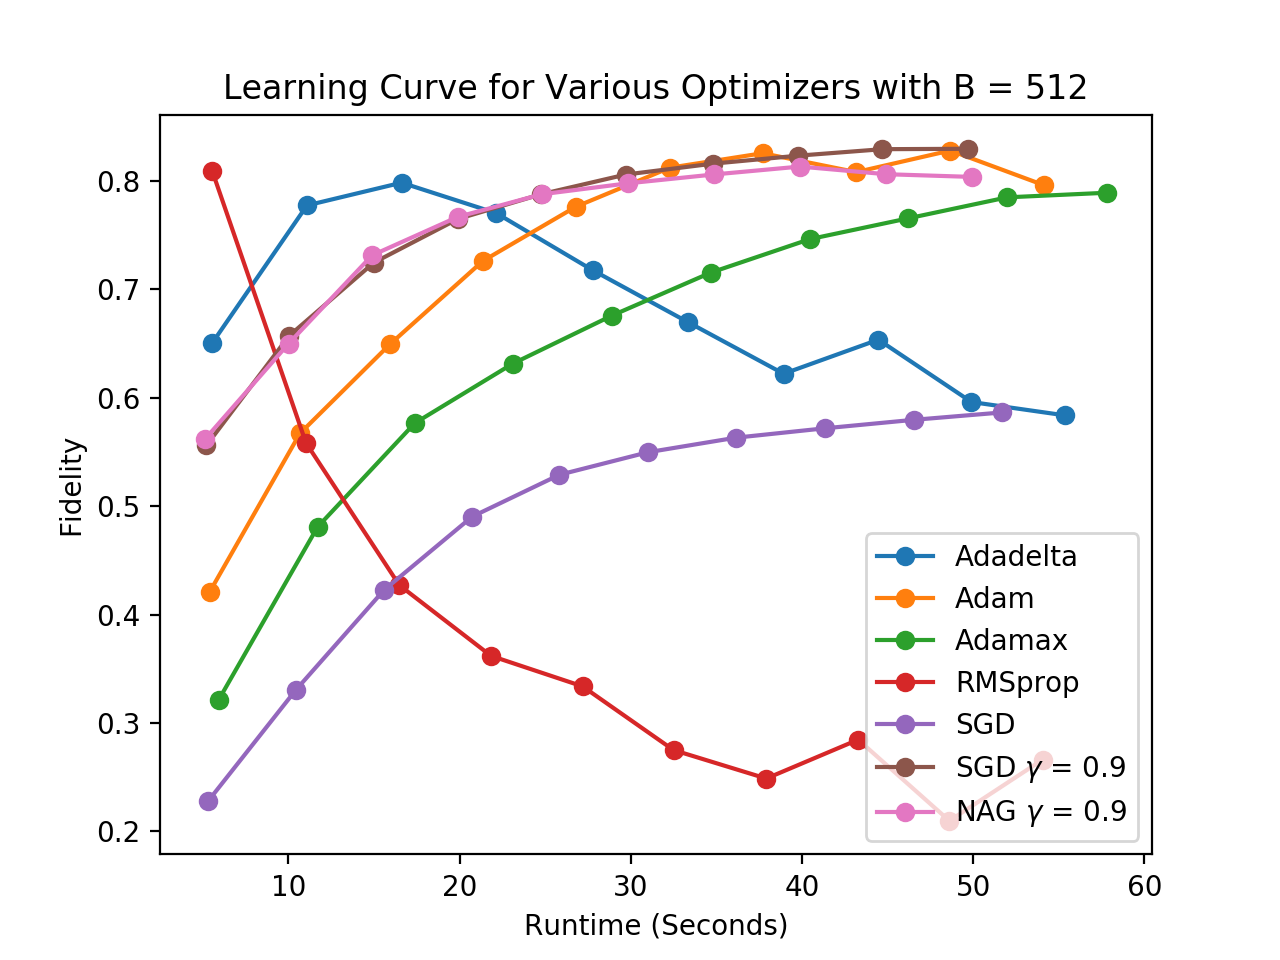 Learning Curve for Various Optimizers with B = 512
0.8
0.7
0.6
0.5
0.4
0.3
0.2
Fidelity
Adadelta
Adam
Adamax
RMSprop
SGD
SGD γ = 0.9
NAG γ = 0.9
10 20 30 40 50 60
Runtime (Seconds)